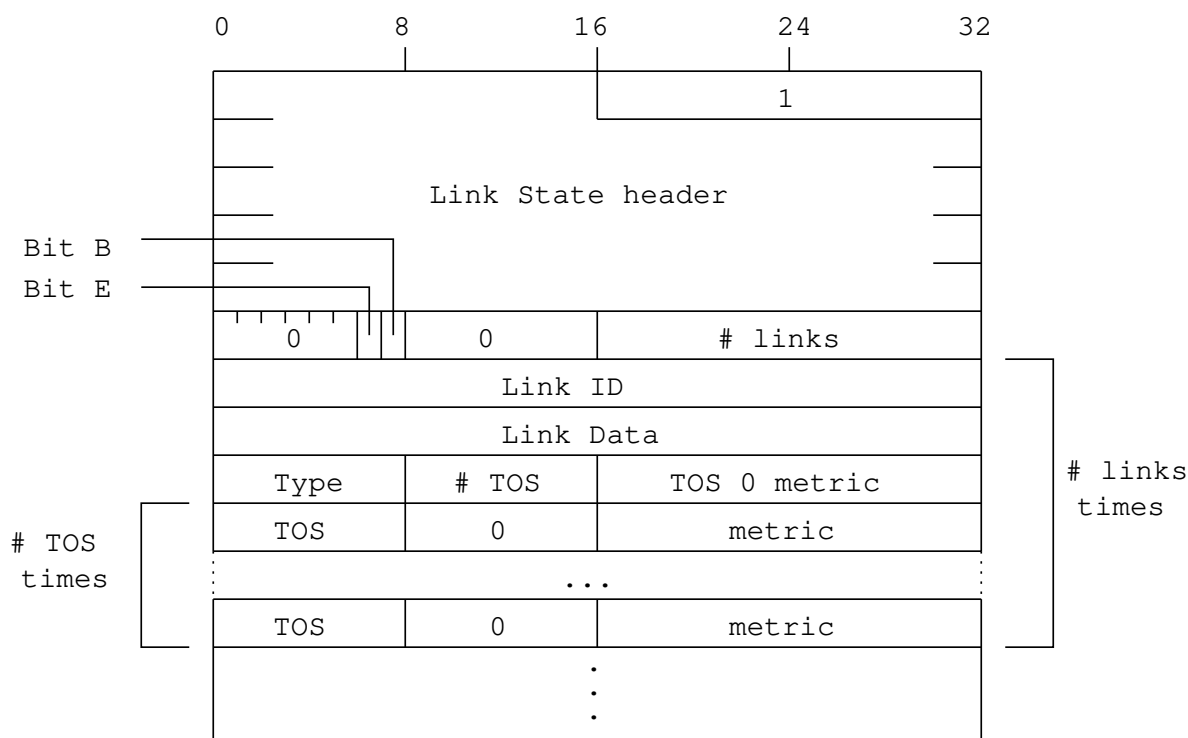 0 8 16 24 32
1
Link State header
Bit B
Bit E
0 0 # links
Link ID
Link Data
Type # TOS TOS 0 metric
# links
times
TOS 0 metric
# TOS
times
...
TOS 0 metric
.
.
.